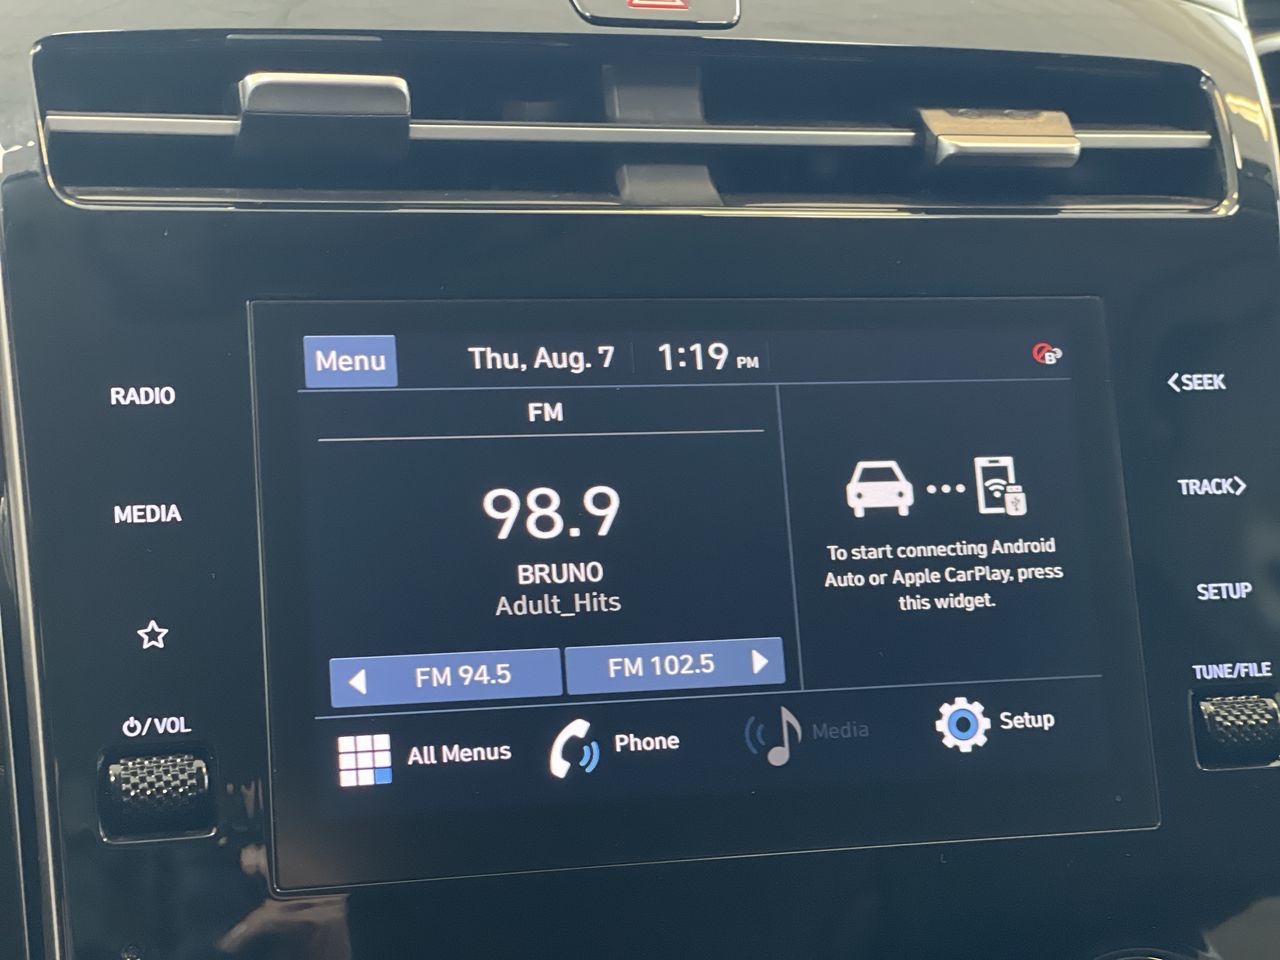 Menu
Thu, Aug. 7
1:19 PM
B
RADIO
<SEEK
FM
98.9
BRUNO
Adult_Hits
MEDIA
TRACK>
To start connecting Android
Auto or Apple CarPlay, press
this widget.
SETUP
FM 94.5
FM 102.5
/VOL
TUNE/FILE
All Menus
Phone
Media
Setup